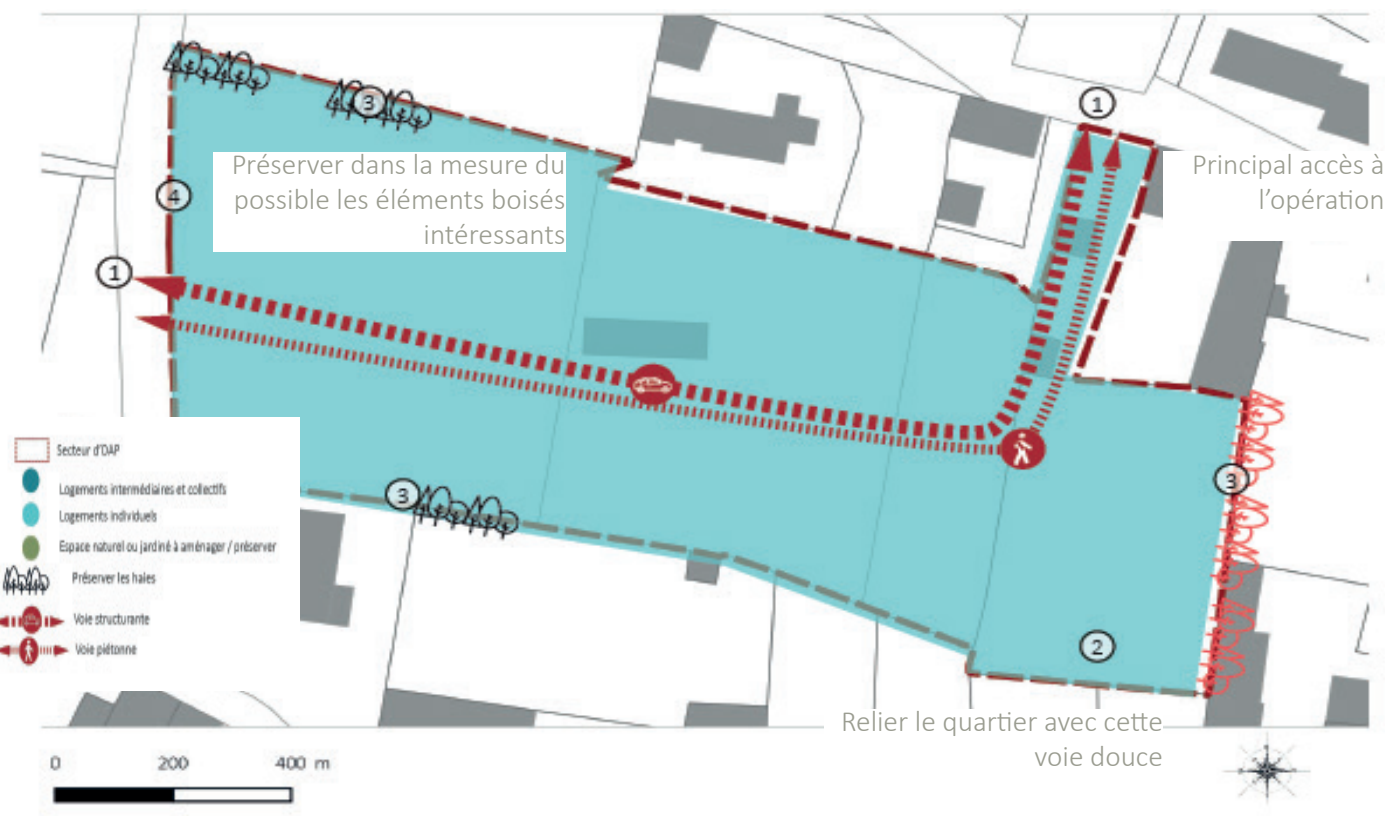 1
3
Préserver dans la mesure du
possible les éléments boisés
intéressants
Principal accès à
l'opération
4
1
3
3
2
Secteur d'OAP
Logements intermédiaires et collectifs
Logements individuels
Espace naturel ou jardiné à aménager / préserver
Préserver les haies
Voie structurante
Voie piétonne
Relier le quartier avec cette
voie douce
0 200 400 m